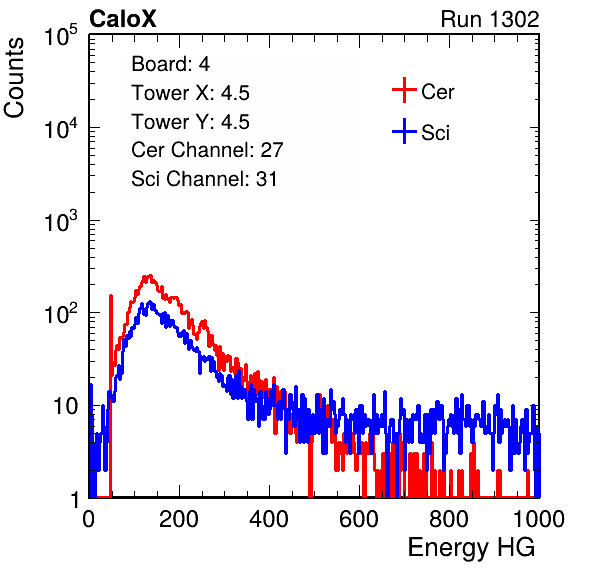 CaloX Run 1302
Counts
10^5
10^4
10^3
10^2
10
1
Board: 4
Tower X: 4.5
Tower Y: 4.5
Cer Channel: 27
Sci Channel: 31
Cer
Sci
0 200 400 600 800 1000
Energy HG